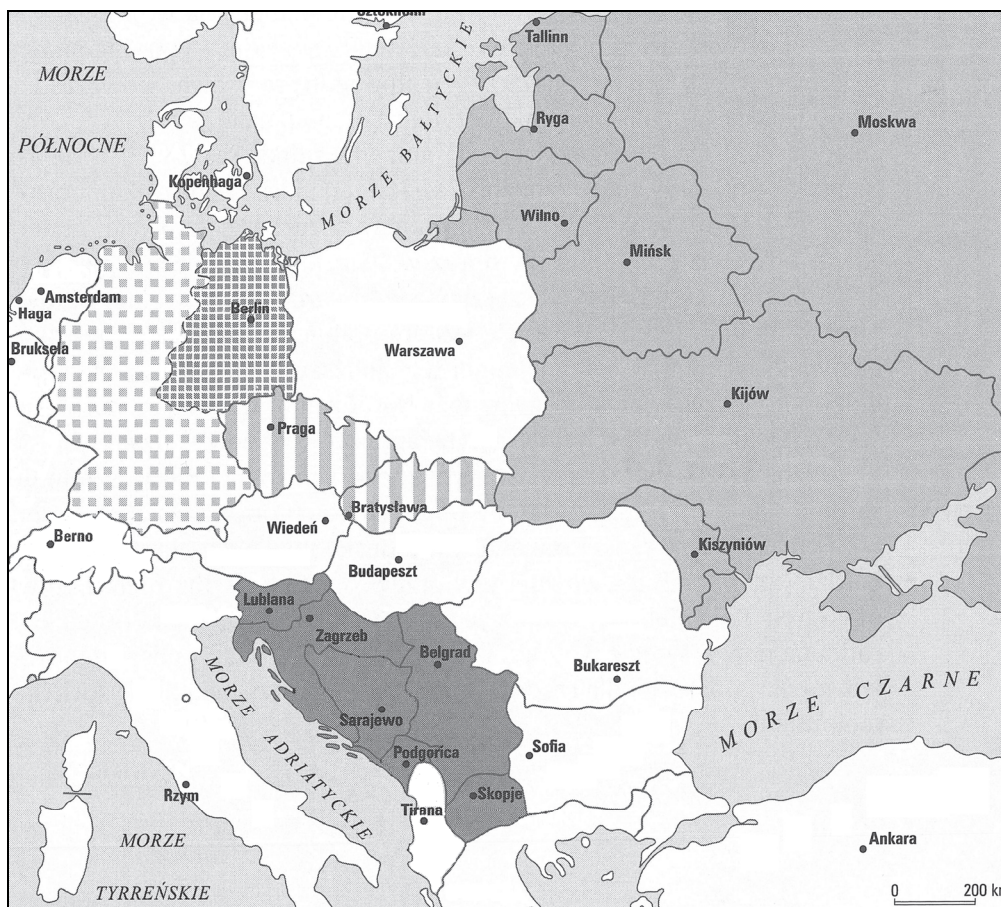 Sztokholm
Tallinn
MORZE
PÓŁNOCNE
MORZE BAŁTYCKIE
Ryga
Moskwa
Kopenhaga
Wilno
Mińsk
Amsterdam
Haga
Berlin
Bruksela
Warszawa
Kijów
Praga
Bratysława
Wiedeń
Berno
Kiszyniów
Budapeszt
Lublana
Zagrzeb
Belgrad
Bukareszt
MORZE ADRIATYCKIE
MORZE CZARNE
Sarajewo
Podgorica
Sofia
Skopje
Rzym
Tirana
MORZE
TYRREŃSKIE
Ankara
0 200 km